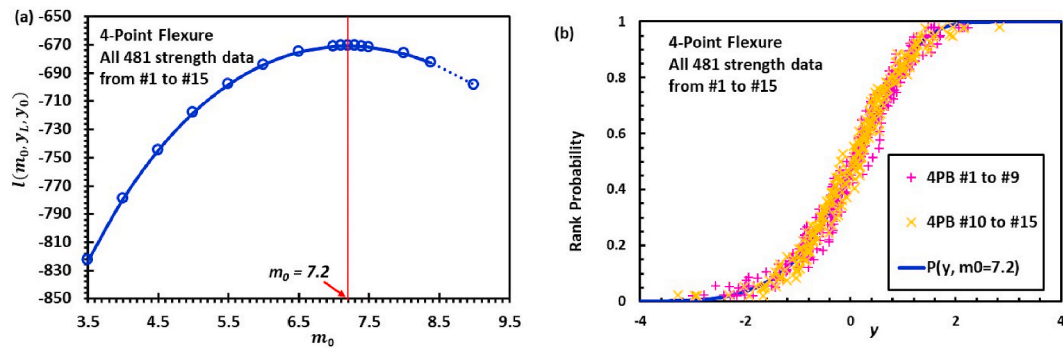 (a)
4-Point Flexure
All 481 strength data
from #1 to #15
l(m₀, y_L, y₀)
-650
-670
-690
-710
-730
-750
-770
-790
-810
-830
-850
m₀ = 7.2
3.5 4.5 5.5 6.5 7.5 8.5 9.5
m₀
(b)
4-Point Flexure
All 481 strength data
from #1 to #15
Rank Probability
1
0.8
0.6
0.4
0.2
0
4PB #1 to #9
4PB #10 to #15
P(y, m0=7.2)
-4 -2 0 2 4
y